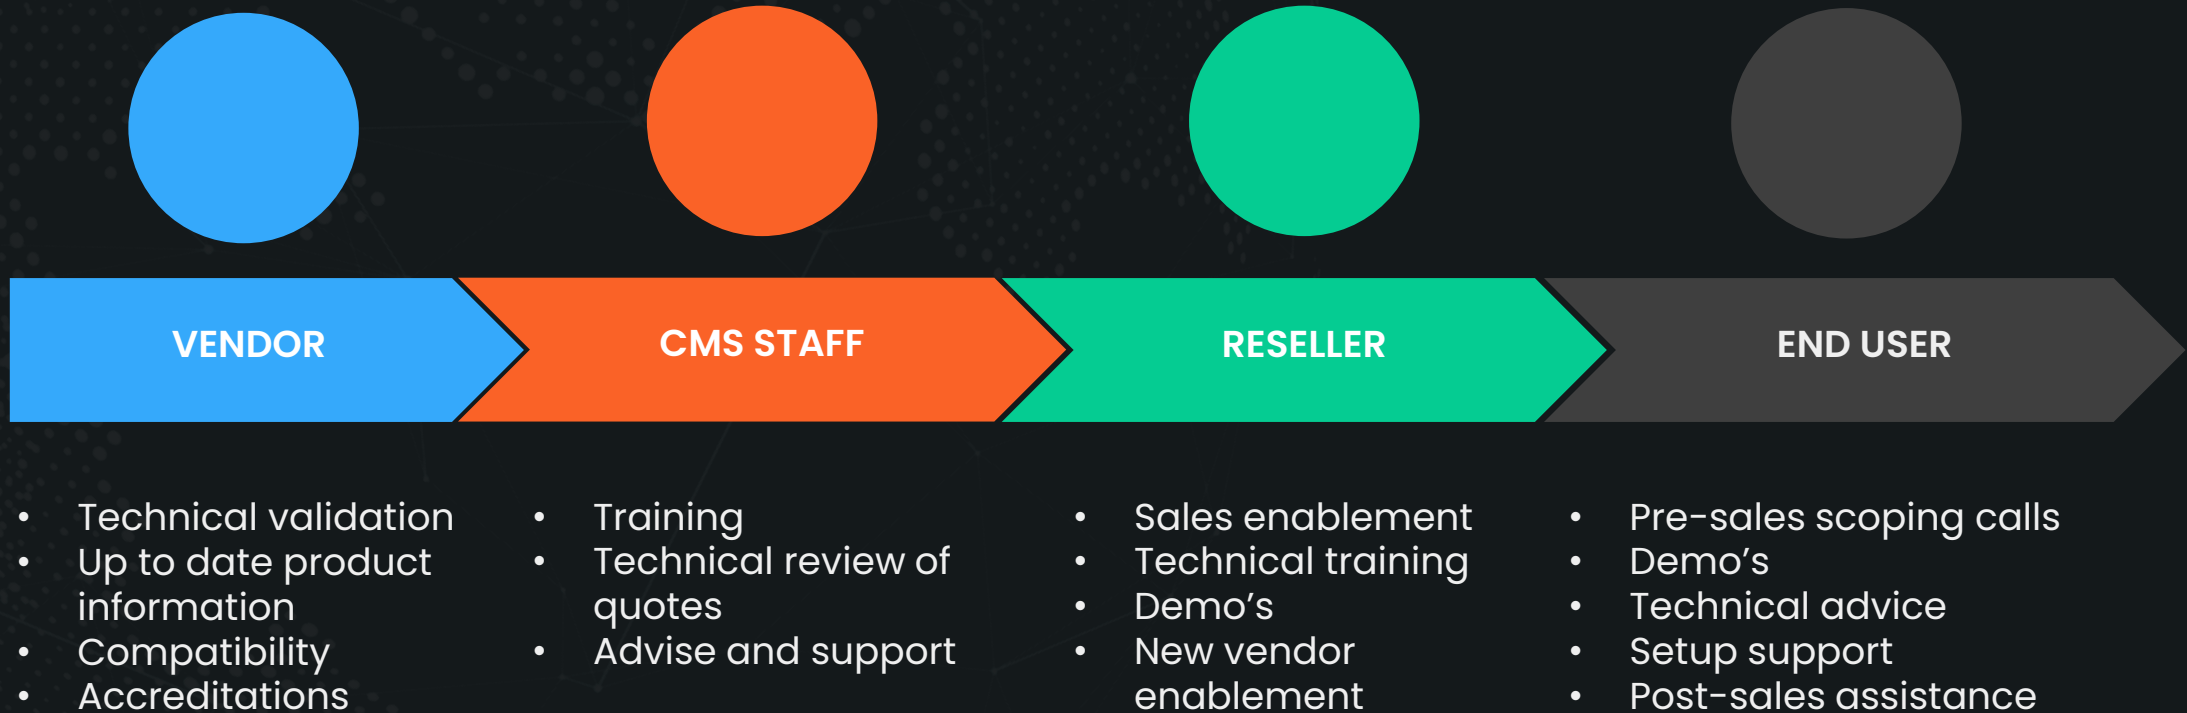 VENDOR
CMS STAFF
RESELLER
END USER
• Technical validation
• Up to date product
information
• Compatibility
• Accreditations
• Training
• Technical review of
quotes
• Advise and support
• Sales enablement
• Technical training
• Demo’s
• New vendor
enablement
• Pre-sales scoping calls
• Demo’s
• Technical advice
• Setup support
• Post-sales assistance